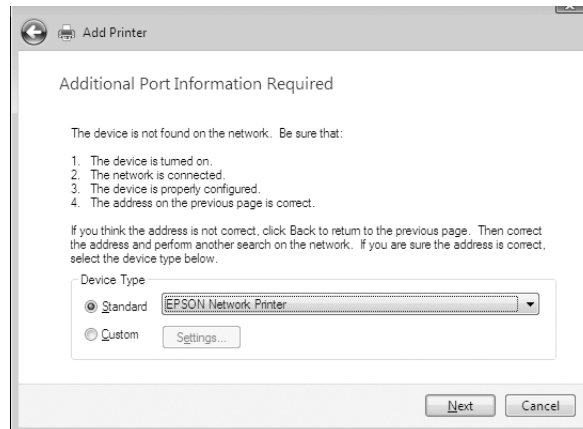 Add Printer
Additional Port Information Required
The device is not found on the network. Be sure that:
1. The device is turned on.
2. The network is connected.
3. The device is properly configured.
4. The address on the previous page is correct.
If you think the address is not correct, click Back to return to the previous page. Then correct
the address and perform another search on the network. If you are sure the address is correct,
select the device type below.
Device Type
Standard EPSON Network Printer
Custom Settings...
Next Cancel